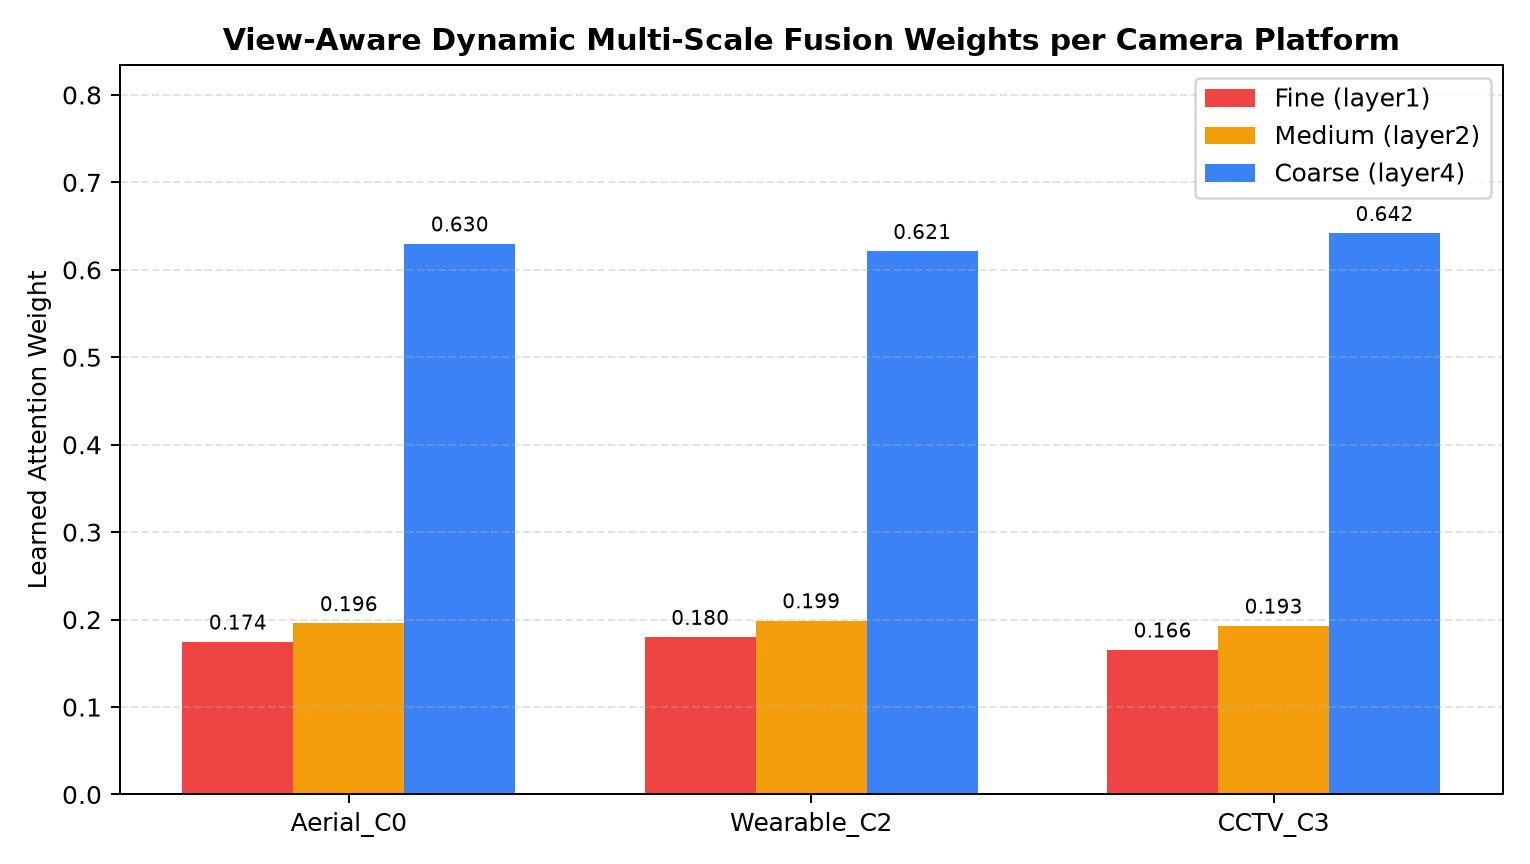 View-Aware Dynamic Multi-Scale Fusion Weights per Camera Platform
Fine (layer1)
Medium (layer2)
Coarse (layer4)
Learned Attention Weight
0.8
0.7
0.6
0.5
0.4
0.3
0.2
0.1
0.0
0.174
0.196
0.630
0.180
0.199
0.621
0.166
0.193
0.642
Aerial_C0
Wearable_C2
CCTV_C3